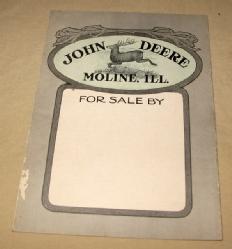 JOHN DEERE
MOLINE, ILL.
FOR SALE BY